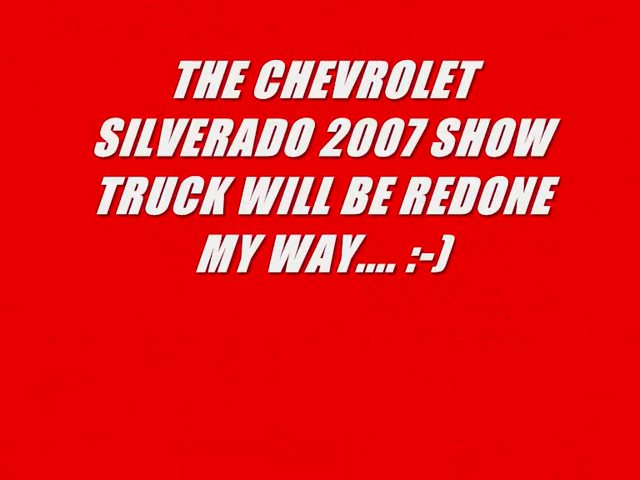 THE CHEVROLET
SILVERADO 2007 SHOW
TRUCK WILL BE REDONE
MY WAY.... :-)